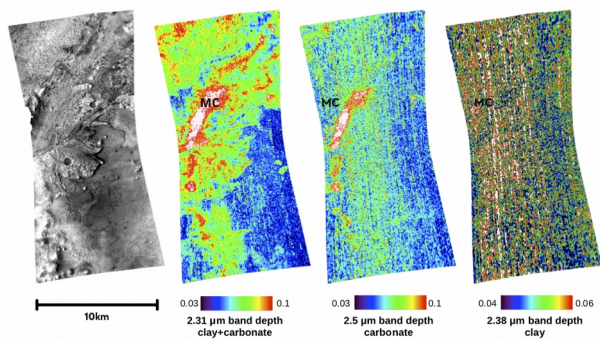 MC
MC
MC
10km
0.03 0.1
2.31 μm band depth
clay+carbonate
0.03 0.1
2.5 μm band depth
carbonate
0.04 0.06
2.38 μm band depth
clay